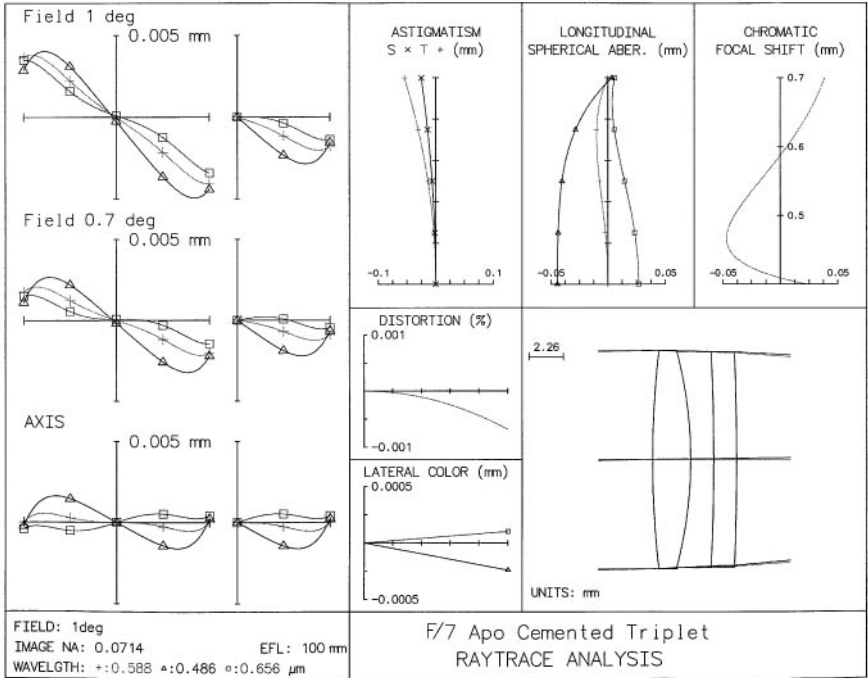 Field 1 deg
0.005 mm
Field 0.7 deg
0.005 mm
AXIS
0.005 mm
ASTIGMATISM
S × T + (mm)
-0.1
0.1
LONGITUDINAL
SPHERICAL ABER. (mm)
-0.05
0.05
CHROMATIC
FOCAL SHIFT (mm)
0.7
0.6
0.5
-0.05
0.05
DISTORTION (%)
0.001
-0.001
LATERAL COLOR (mm)
0.0005
-0.0005
2.26
UNITS: mm
FIELD: 1deg
IMAGE NA: 0.0714 EFL: 100 mm
WAVELGTH: +:0.588 ▵:0.486 ▫:0.656 µm
F/7 Apo Cemented Triplet
RAYTRACE ANALYSIS